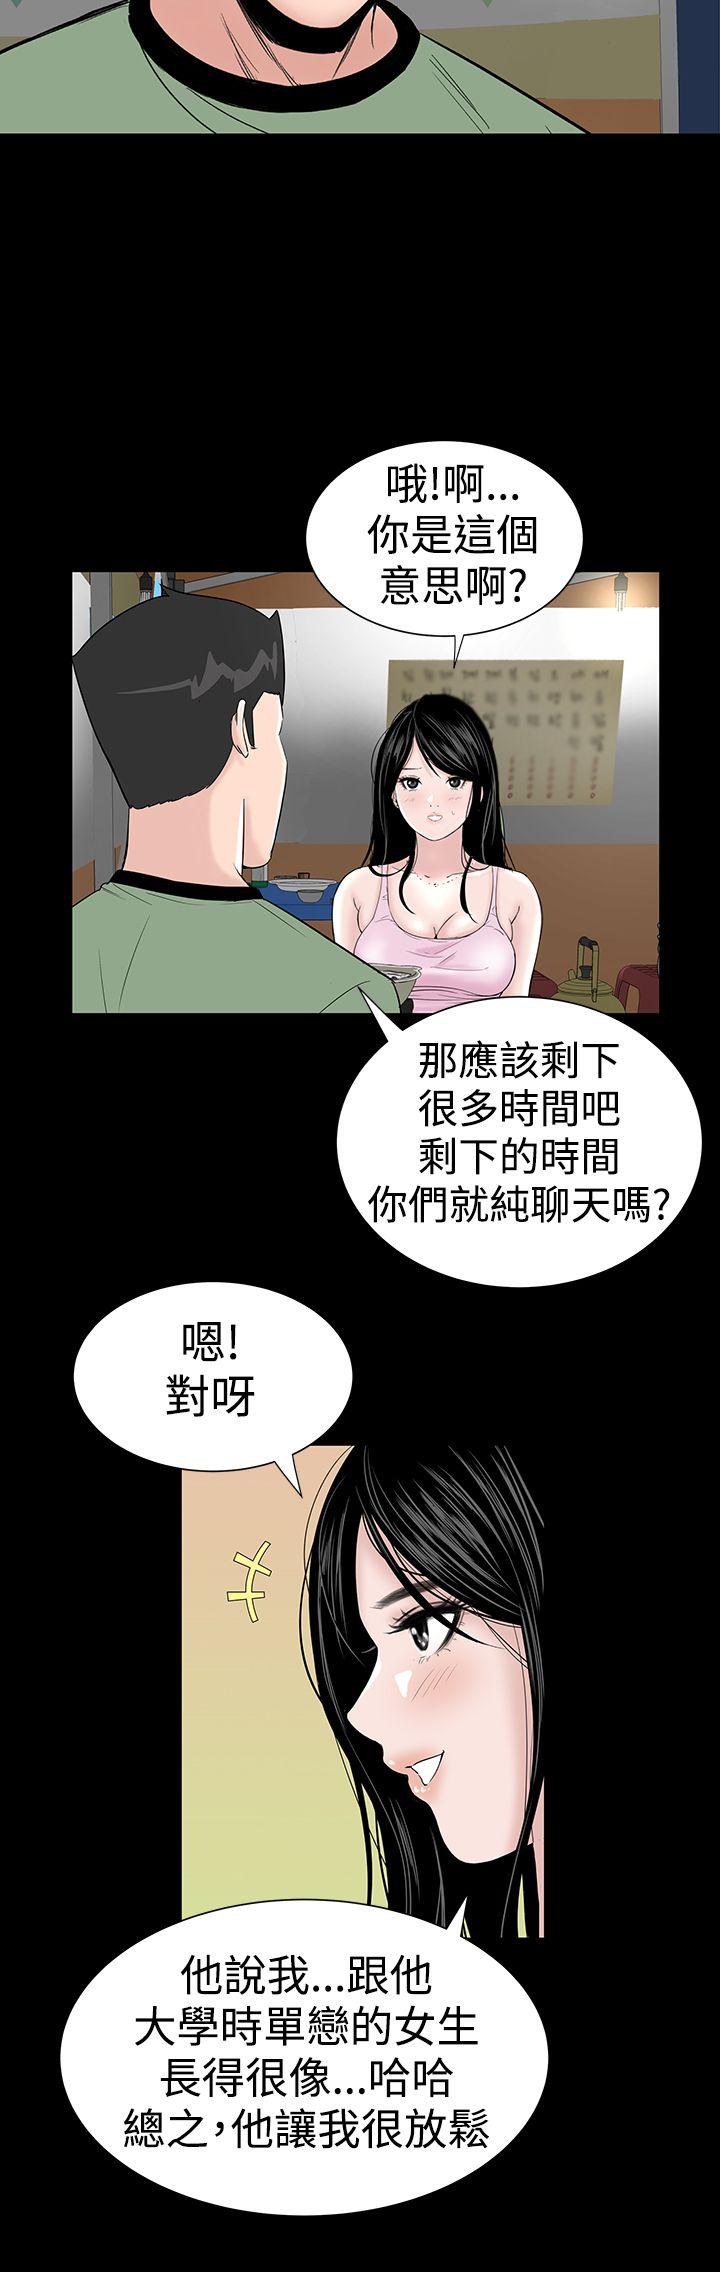 哦!啊...
你是這個
意思啊?
那應該剩下
很多時間吧
剩下的時間
你們就純聊天嗎?
嗯!
對呀
他說我...跟他
大學時單戀的女生
長得很像...哈哈
總之,他讓我很放鬆